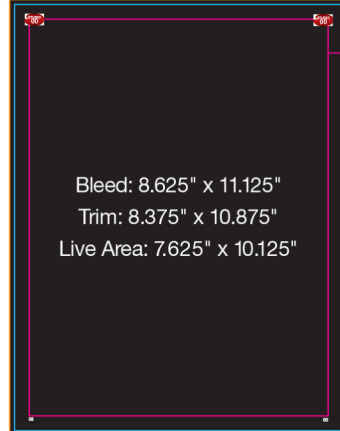 Bleed: 8.625" x 11.125"
Trim: 8.375" x 10.875"
Live Area: 7.625" x 10.125"